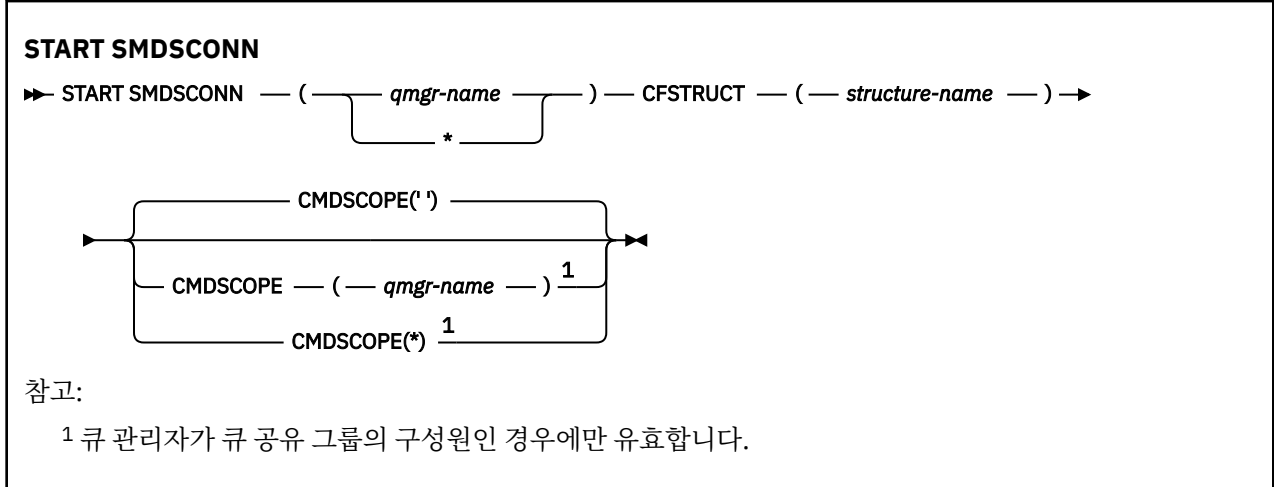 START SMDSCONN
START SMDSCONN ( qmgr-name ) CFSTRUCT ( structure-name )
*
CMDSCOPE(' ')
CMDSCOPE ( qmgr-name ) 1
CMDSCOPE(*) 1
참고:
1 큐 관리자가 큐 공유 그룹의 구성원인 경우에만 유효합니다.